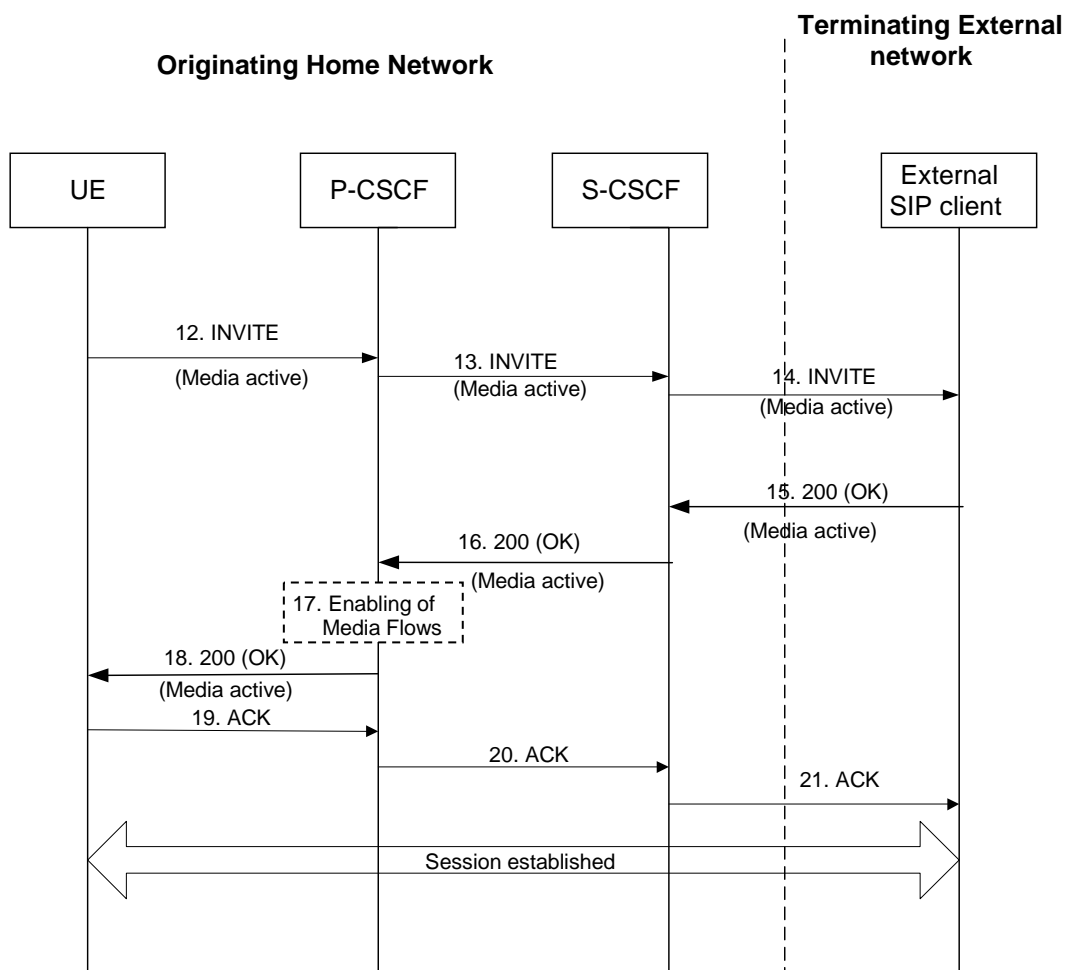 Terminating External
network
Originating Home Network
UE
P-CSCF
S-CSCF
External
SIP client
12. INVITE
(Media active)
13. INVITE
(Media active)
14. INVITE
(Media active)
15. 200 (OK)
(Media active)
16. 200 (OK)
(Media active)
17. Enabling of
Media Flows
18. 200 (OK)
(Media active)
19. ACK
20. ACK
21. ACK
Session established